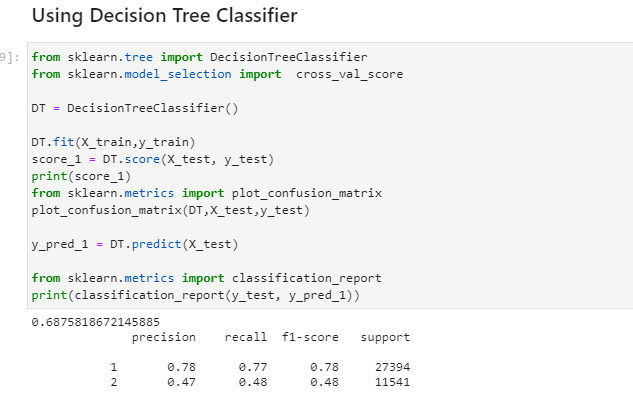 Using Decision Tree Classifier
9]: from sklearn.tree import DecisionTreeClassifier
from sklearn.model_selection import  cross_val_score
DT = DecisionTreeClassifier()
DT.fit(X_train,y_train)
score_1 = DT.score(X_test, y_test)
print(score_1)
from sklearn.metrics import plot_confusion_matrix
plot_confusion_matrix(DT,X_test,y_test)
y_pred_1 = DT.predict(X_test)
from sklearn.metrics import classification_report
print(classification_report(y_test, y_pred_1))
0.6875818672145885
precision    recall  f1-score   support
1       0.78      0.77      0.78     27394
2       0.47      0.48      0.48     11541